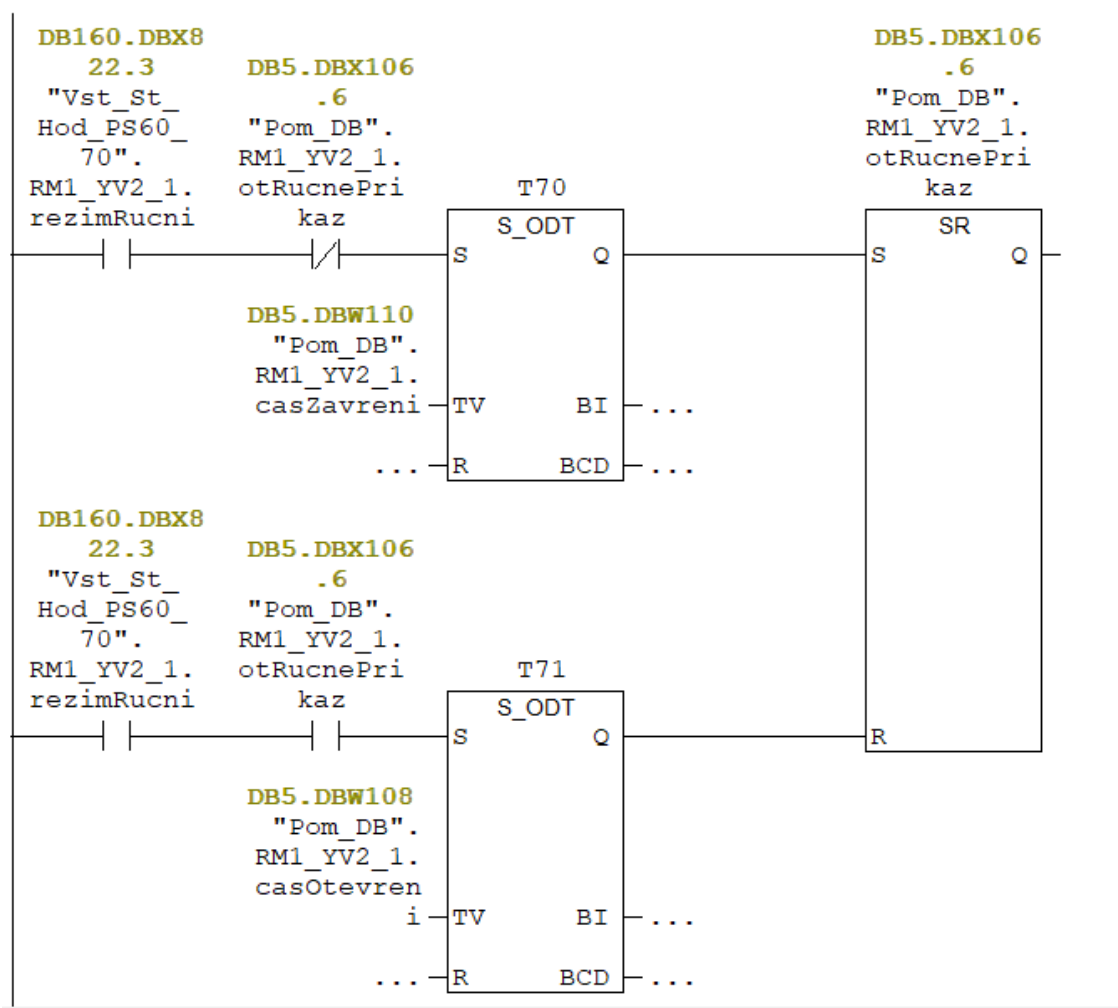 DB160.DBX8
22.3
"Vst_St_
Hod_PS60_
70".
RM1_YV2_1.
rezimRucni
DB5.DBX106
.6
"Pom_DB".
RM1_YV2_1.
otRucnePri
kaz
T70
S_ODT
S Q
DB5.DBW110
"Pom_DB".
RM1_YV2_1.
casZavreni
TV BI ...
... R BCD ...
DB5.DBX106
.6
"Pom_DB".
RM1_YV2_1.
otRucnePri
kaz
SR
S Q
R
DB160.DBX8
22.3
"Vst_St_
Hod_PS60_
70".
RM1_YV2_1.
rezimRucni
DB5.DBX106
.6
"Pom_DB".
RM1_YV2_1.
otRucnePri
kaz
T71
S_ODT
S Q
DB5.DBW108
"Pom_DB".
RM1_YV2_1.
casOtevren
i
TV BI ...
... R BCD ...